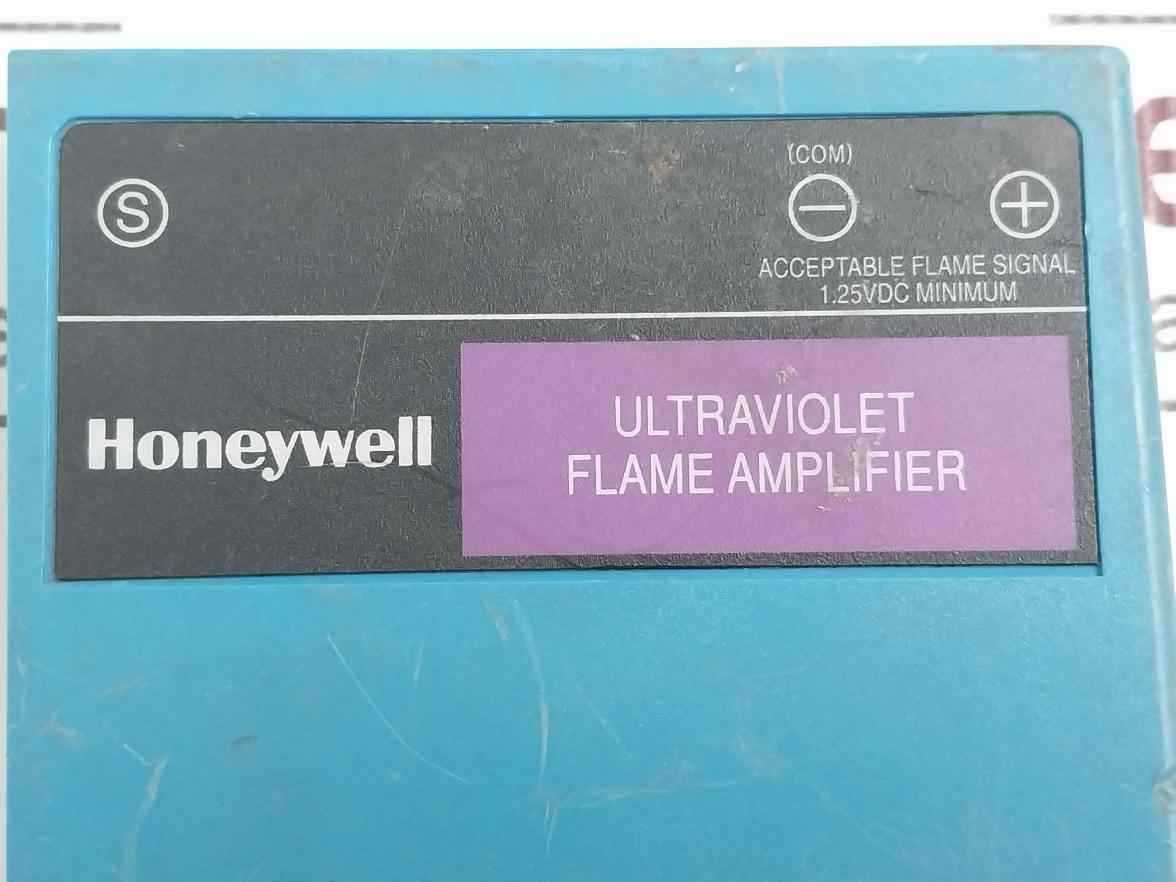 (COM)
S
ACCEPTABLE FLAME SIGNAL
1.25VDC MINIMUM
Honeywell
ULTRAVIOLET
FLAME AMPLIFIER